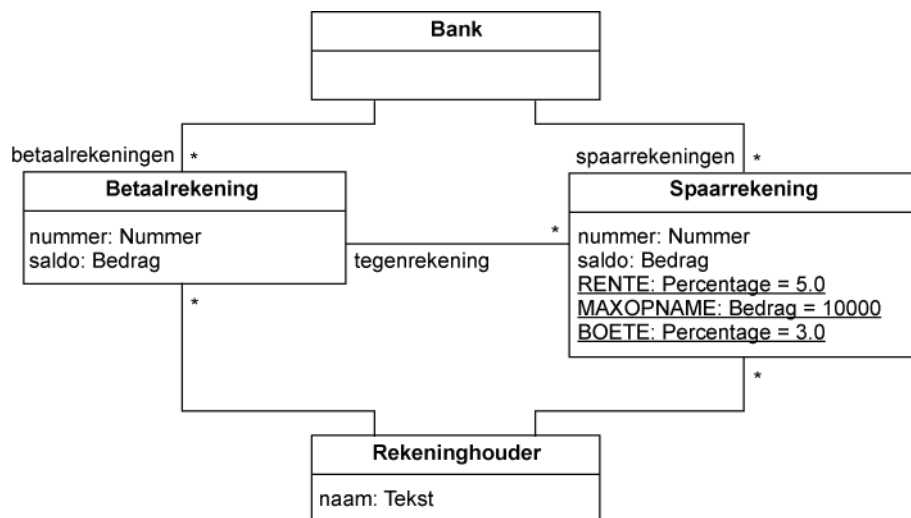 Bank
betaalrekeningen *
spaarrekeningen *
Betaalrekening
nummer: Nummer
saldo: Bedrag
*
tegenrekening
*
Spaarrekening
nummer: Nummer
saldo: Bedrag
RENTE: Percentage = 5.0
MAXOPNAME: Bedrag = 10000
BOETE: Percentage = 3.0
*
Rekeninghouder
naam: Tekst